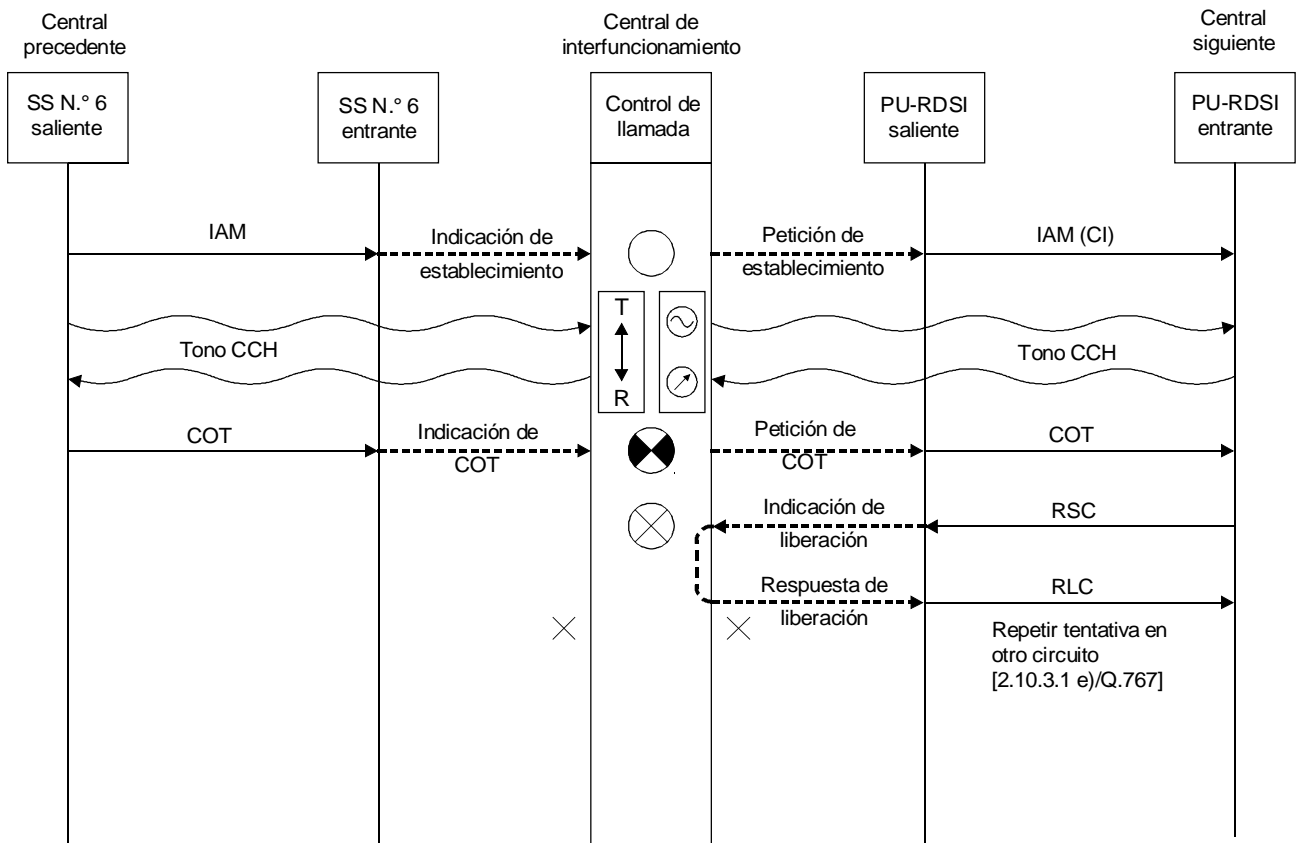 Central
precedente
Central de
interfuncionamiento
Central
siguiente
SS N.° 6
saliente
SS N.° 6
entrante
Control de
llamada
PU-RDSI
saliente
PU-RDSI
entrante
IAM
Indicación de
establecimiento
Petición de
establecimiento
IAM (CI)
T
R
Tono CCH
Tono CCH
COT
Indicación de
COT
Petición de
COT
COT
Indicación de
liberación
RSC
Respuesta de
liberación
RLC
Repetir tentativa en
otro circuito
[2.10.3.1 e)/Q.767]